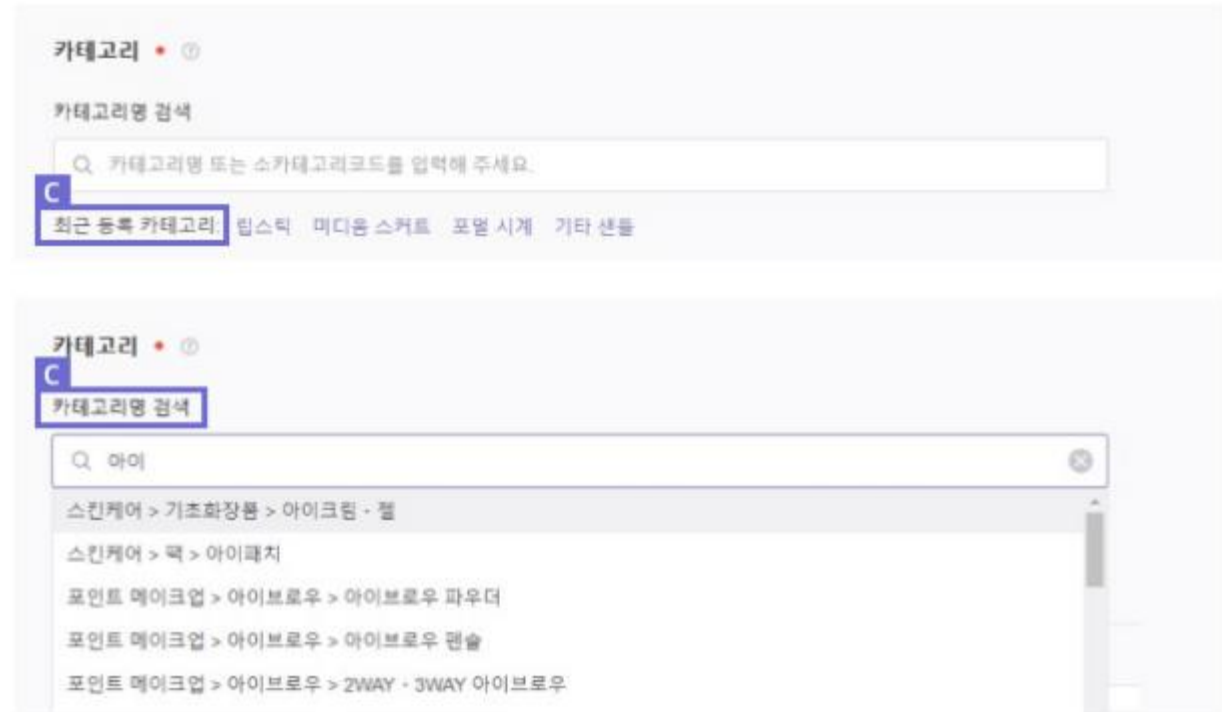 카테고리 • ?
카테고리명 검색
카테고리명 또는 소카테고리코드를 입력해 주세요.
C
최근 등록 카테고리: 립스틱 미디움 스커트 포멀 시계 기타 샌들
카테고리 • ?
C
카테고리명 검색
아이
스킨케어 > 기초화장품 > 아이크림 - 젤
스킨케어 > 팩 > 아이패치
포인트 메이크업 > 아이브로우 > 아이브로우 파우더
포인트 메이크업 > 아이브로우 > 아이브로우 펜슬
포인트 메이크업 > 아이브로우 > 2WAY - 3WAY 아이브로우